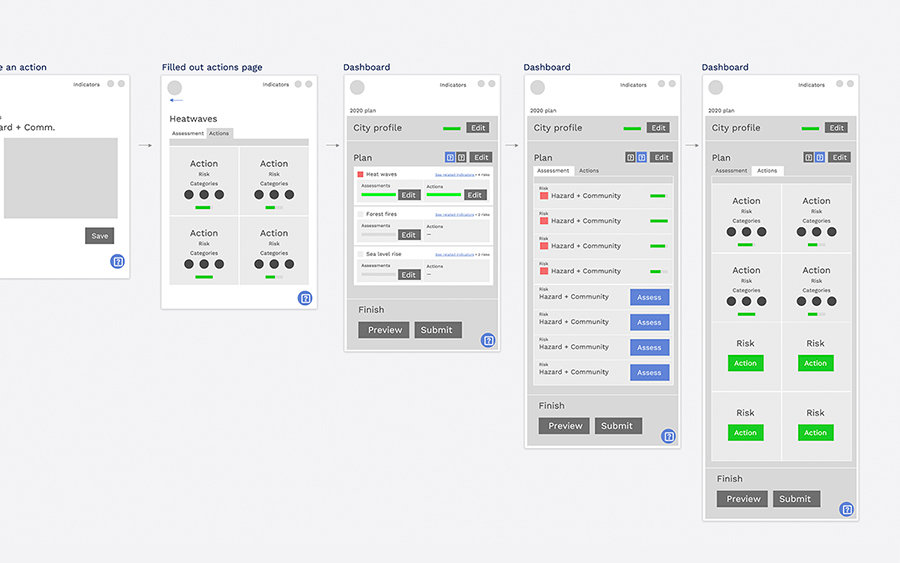 e an action
Indicators
ard + Comm.
Save
Filled out actions page
Indicators
Heatwaves
Assessment Actions
Action Action
Risk Risk
Categories Categories
Action Action
Risk Risk
Categories Categories
Dashboard
Indicators
2020 plan
City profile Edit
Plan Edit
Heat waves See related indicators • 4 risks
Assessments Actions
Edit Edit
Forest fires See related indicators • 2 risks
Assessments Actions
Edit —
Sea level rise See related indicators • 2 risks
Assessments Actions
Edit —
Finish
Preview Submit
Dashboard
Indicators
2020 plan
City profile Edit
Plan Edit
Assessment Actions
Risk
Hazard + Community
Risk
Hazard + Community
Risk
Hazard + Community
Risk
Hazard + Community
Risk
Hazard + Community Assess
Risk
Hazard + Community Assess
Risk
Hazard + Community Assess
Risk
Hazard + Community Assess
Finish
Preview Submit
Dashboard
Indicators
2020 plan
City profile Edit
Plan Edit
Assessment Actions
Action Action
Risk Risk
Categories Categories
Action Action
Risk Risk
Categories Categories
Risk Risk
Action Action
Risk Risk
Action Action
Finish
Preview Submit